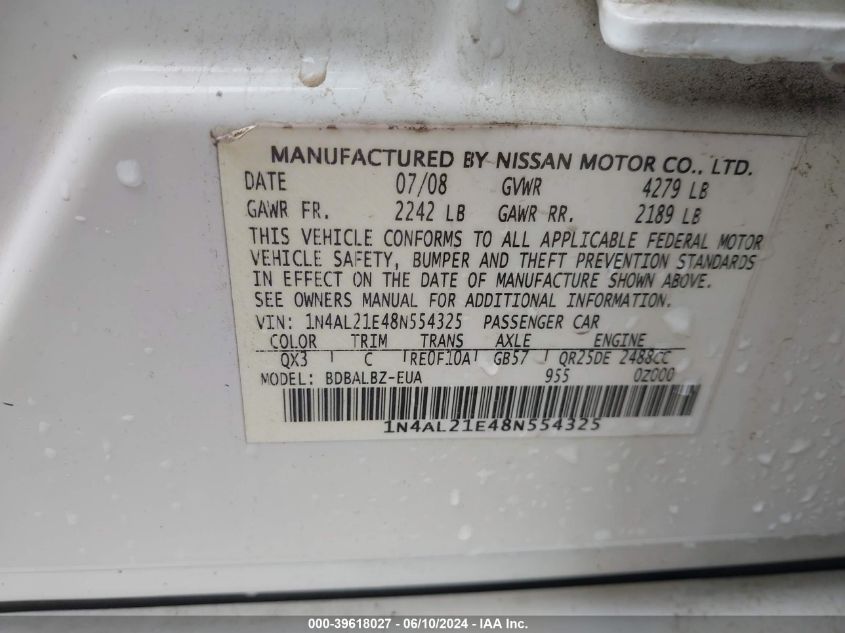 MANUFACTURED BY NISSAN MOTOR CO., LTD.
DATE 07/08 GVWR 4279 LB
GAWR FR. 2242 LB GAWR RR. 2189 LB
THIS VEHICLE CONFORMS TO ALL APPLICABLE FEDERAL MOTOR
VEHICLE SAFETY, BUMPER AND THEFT PREVENTION STANDARDS
IN EFFECT ON THE DATE OF MANUFACTURE SHOWN ABOVE.
SEE OWNERS MANUAL FOR ADDITIONAL INFORMATION.
VIN: 1N4AL21E48N554325 PASSENGER CAR
COLOR TRIM TRANS AXLE ENGINE
QX3 C RE0F10A GB57 QR25DE 2488CC
MODEL: BDBALBZ-EUA 955 0Z000
1N4AL21E48N554325
000-39618027 - 06/10/2024 - IAA Inc.